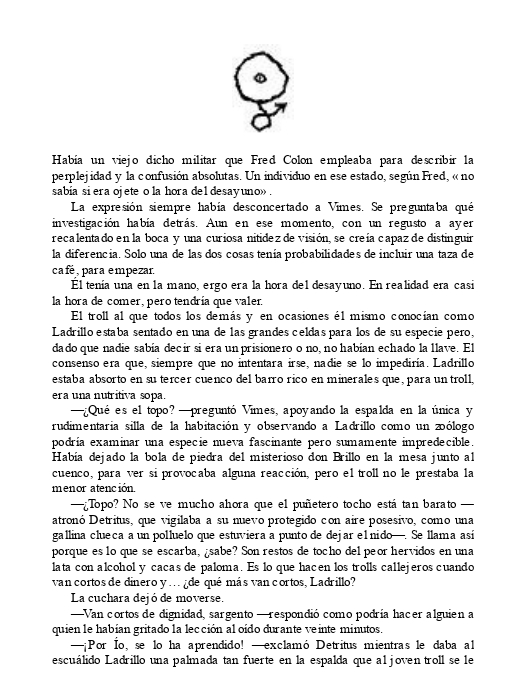 Había un viejo dicho militar que Fred Colon empleaba para describir la
perplejidad y la confusión absolutas. Un individuo en ese estado, según Fred, «no
sabía si era ojete o la hora del desayuno».
La expresión siempre había desconcertado a Vimes. Se preguntaba qué
investigación había detrás. Aun en ese momento, con un regusto a ayer
recalentado en la boca y una curiosa nitidez de visión, se creía capaz de distinguir
la diferencia. Solo una de las dos cosas tenía probabilidades de incluir una taza de
café, para empezar.
Él tenía una en la mano, ergo era la hora del desayuno. En realidad era casi
la hora de comer, pero tendría que valer.
El troll al que todos los demás y en ocasiones él mismo conocían como
Ladrillo estaba sentado en una de las grandes celdas para los de su especie pero,
dado que nadie sabía decir si era un prisionero o no, no habían echado la llave. El
consenso era que, siempre que no intentara irse, nadie se lo impediría. Ladrillo
estaba absorto en su tercer cuenco del barro rico en minerales que, para un troll,
era una nutritiva sopa.
—¿Qué es el topo? —preguntó Vimes, apoyando la espalda en la única y
rudimentaria silla de la habitación y observando a Ladrillo como un zoólogo
podría examinar una especie nueva fascinante pero sumamente impredecible.
Había dejado la bola de piedra del misterioso don Brillo en la mesa junto al
cuenco, para ver si provocaba alguna reacción, pero el troll no le prestaba la
menor atención.
—¿Topo? No se ve mucho ahora que el puñetero tocho está tan barato —
atronó Detritus, que vigilaba a su nuevo protegido con aire posesivo, como una
gallina clueca a un polluelo que estuviera a punto de dejar el nido—. Se llama así
porque es lo que se escarba, ¿sabe? Son restos de tocho del peor hervidos en una
lata con alcohol y cacas de paloma. Es lo que hacen los trolls callejeros cuando
van cortos de dinero y… ¿de qué más van cortos, Ladrillo?
La cuchara dejó de moverse.
—Van cortos de dignidad, sargento —respondió como podría hacer alguien a
quien le habían gritado la lección al oído durante veinte minutos.
—¡Por Ío, se lo ha aprendido! —exclamó Detritus mientras le daba al
escuálido Ladrillo una palmada tan fuerte en la espalda que al joven troll se le